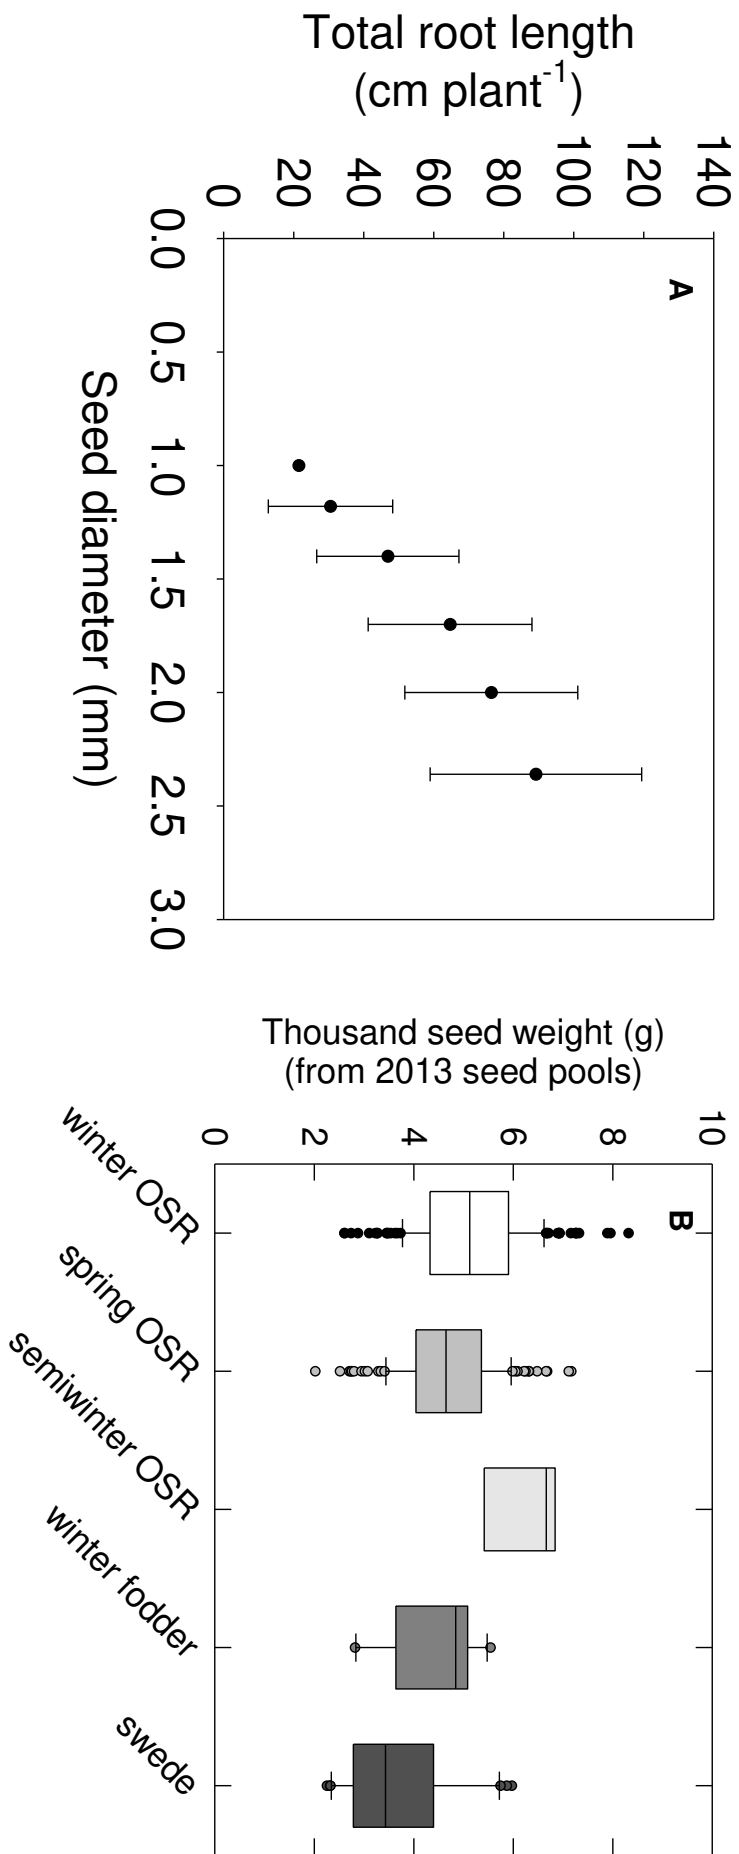 Total root length
(cm plant-1)
140
120
100
80
60
40
20
0
A
0.0
0.5
1.0
1.5
2.0
2.5
3.0
Seed diameter (mm)
Thousand seed weight (g)
(from 2013 seed pools)
10
8
6
4
2
0
B
winter OSR
spring OSR
semiwinter OSR
winter fodder
swede